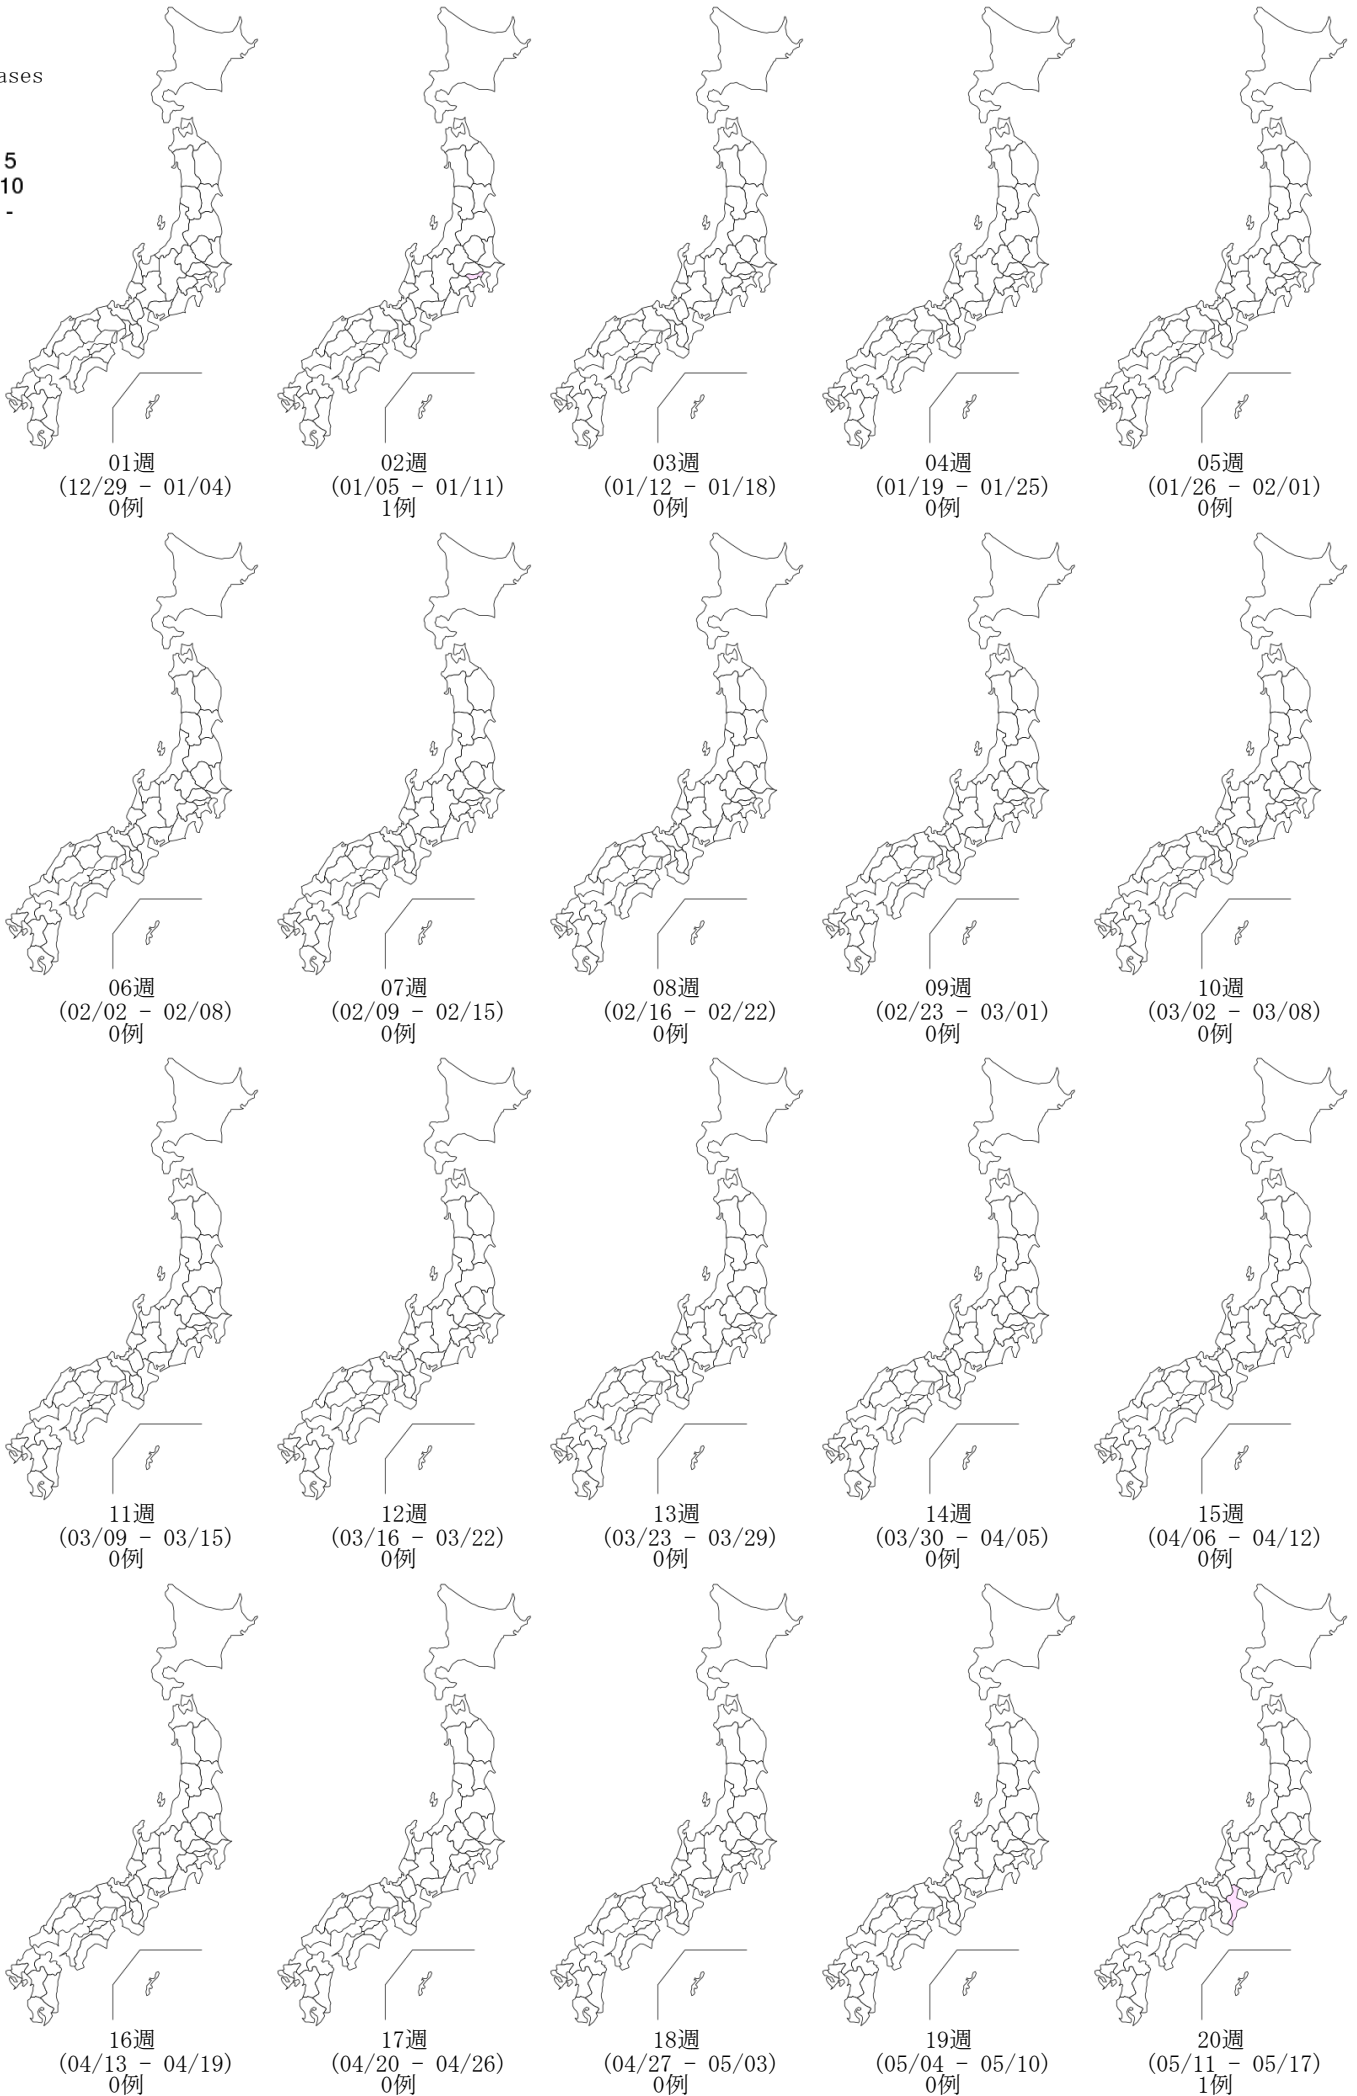 ases
5
10
-
01週
(12/29 - 01/04)
0例
02週
(01/05 - 01/11)
1例
03週
(01/12 - 01/18)
0例
04週
(01/19 - 01/25)
0例
05週
(01/26 - 02/01)
0例
06週
(02/02 - 02/08)
0例
07週
(02/09 - 02/15)
0例
08週
(02/16 - 02/22)
0例
09週
(02/23 - 03/01)
0例
10週
(03/02 - 03/08)
0例
11週
(03/09 - 03/15)
0例
12週
(03/16 - 03/22)
0例
13週
(03/23 - 03/29)
0例
14週
(03/30 - 04/05)
0例
15週
(04/06 - 04/12)
0例
16週
(04/13 - 04/19)
0例
17週
(04/20 - 04/26)
0例
18週
(04/27 - 05/03)
0例
19週
(05/04 - 05/10)
0例
20週
(05/11 - 05/17)
1例